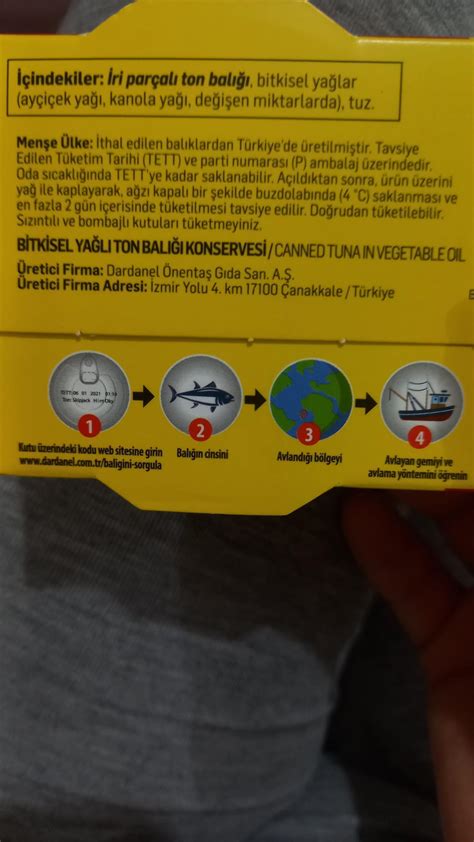 İçindekiler: İri parçalı ton balığı, bitkisel yağlar
(ayçiçek yağı, kanola yağı, değişen miktarlarda), tuz.
Menşe Ülke: İthal edilen balıklardan Türkiye'de üretilmiştir. Tavsiye
Edilen Tüketim Tarihi (TETT) ve parti numarası (P) ambalaj üzerindedir.
Oda sıcaklığında TETT'ye kadar saklanabilir. Açıldıktan sonra, ürün üzerini
yağ ile kaplayarak, ağzı kapalı bir şekilde buzdolabında (4 °C) saklanması ve
en fazla 2 gün içerisinde tüketilmesi tavsiye edilir. Doğrudan tüketilebilir.
Sızıntılı ve bombajlı kutuları tüketmeyiniz.
BİTKİSEL YAĞLI TON BALIĞI KONSERVESİ / CANNED TUNA IN VEGETABLE OIL
Üretici Firma: Dardanel Önentaş Gıda San. A.Ş.
Üretici Firma Adresi: İzmir Yolu 4. km 17100 Çanakkale / Türkiye
1
2
3
4
Kutu üzerindeki kodu web sitesine girin
www.dardanel.com.tr/baligini-sorgula
Balığın cinsini
Avlandığı bölgeyi
Avlayan gemiyi ve
avlama yöntemini öğrenin